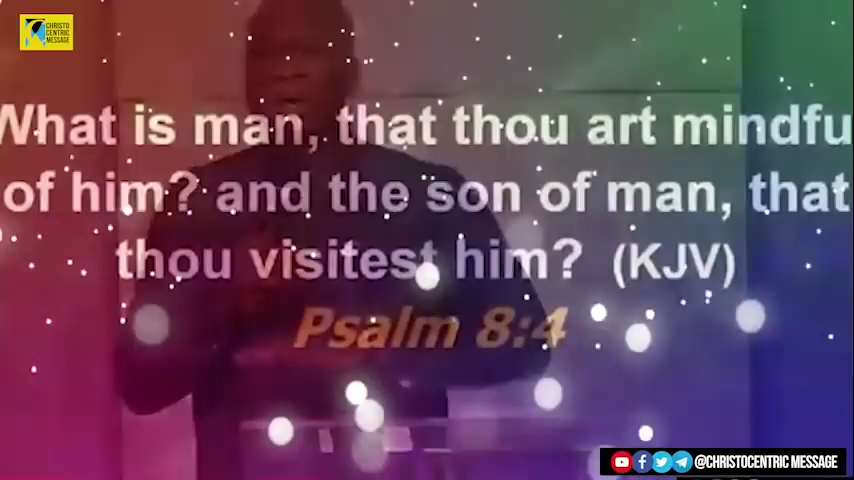 CHRISTO
CENTRIC
MESSAGE
What is man, that thou art mindfu
of him? and the son of man, that
thou visitest him? (KJV)
Psalm 8:4
@CHRISTOCENTRIC MESSAGE